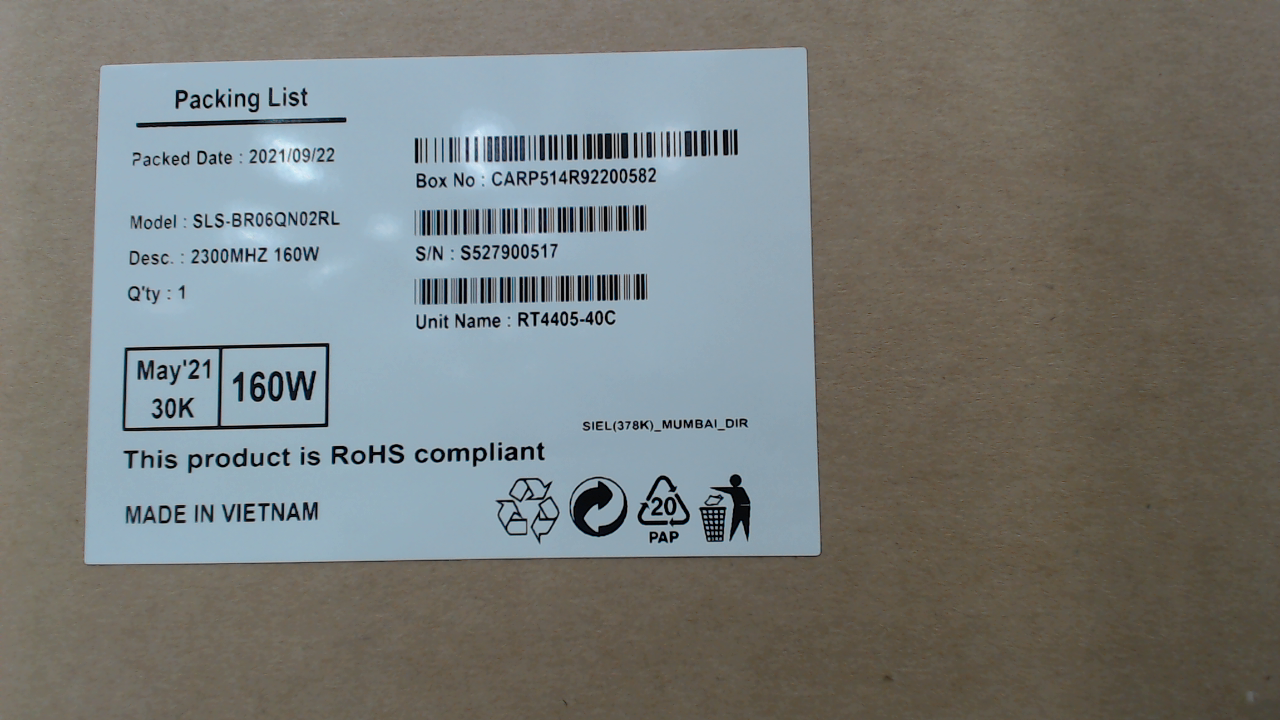 Packing List
Packed Date : 2021/09/22
Box No : CARP514R92200582
Model : SLS-BR06QN02RL
S/N : S527900517
Desc. : 2300MHZ 160W
Q'ty : 1
Unit Name : RT4405-40C
May'21
30K
160W
SIEL(378K)_MUMBAI_DIR
This product is RoHS compliant
MADE IN VIETNAM
20
PAP